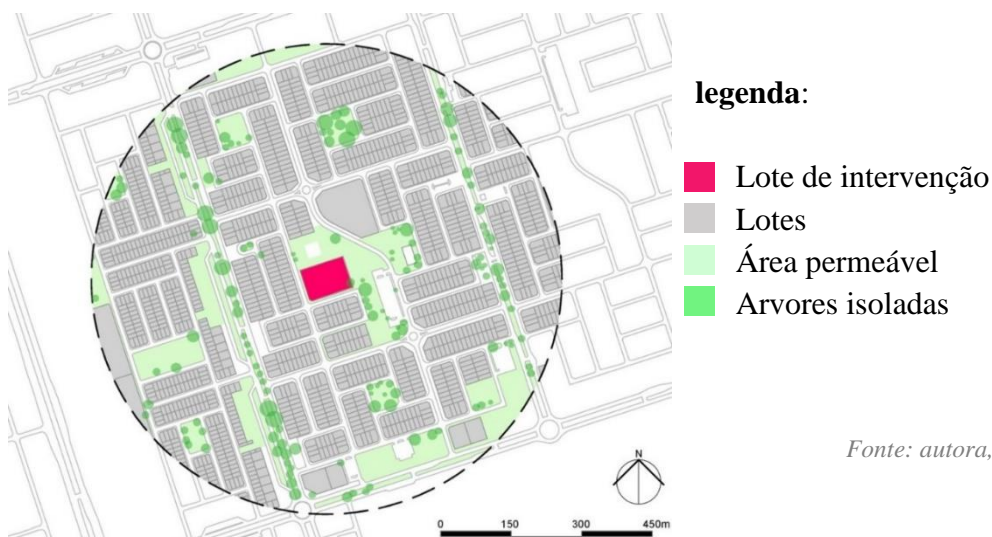 legenda:
Lote de intervenção
Lotes
Área permeável
Arvores isoladas
Fonte: autora,
N
0 150 300 450m